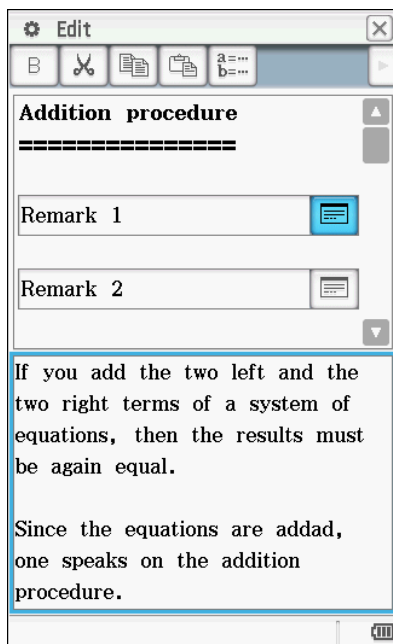 Edit
B
a=...
b=...
Addition procedure
===============
Remark 1
Remark 2
If you add the two left and the
two right terms of a system of
equations, then the results must
be again equal.
Since the equations are addad,
one speaks on the addition
procedure.